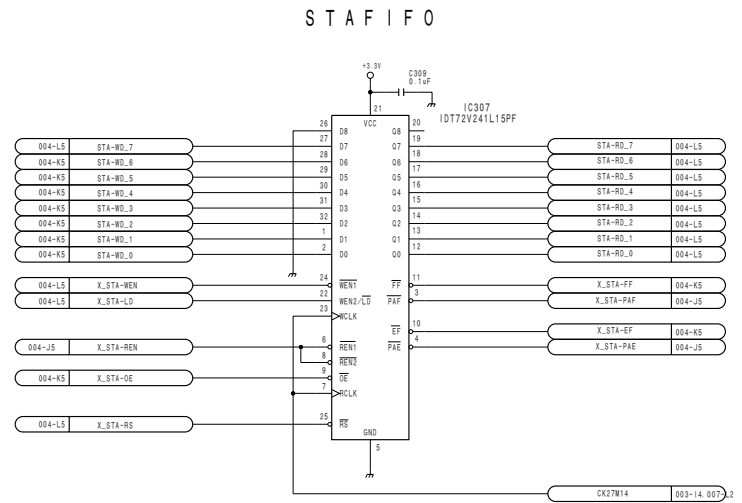 STAFIFO
+3.3V
C309
0.1uF
21
VCC
IC307
IDT72V241L15PF
26 D8 Q8 20
004-L5 STA-WD_7 27 D7 Q7 19 STA-RD_7 004-L5
004-K5 STA-WD_6 28 D6 Q6 18 STA-RD_6 004-L5
004-K5 STA-WD_5 29 D5 Q5 17 STA-RD_5 004-L5
004-K5 STA-WD_4 30 D4 Q4 16 STA-RD_4 004-L5
004-K5 STA-WD_3 31 D3 Q3 15 STA-RD_3 004-L5
004-K5 STA-WD_2 32 D2 Q2 14 STA-RD_2 004-L5
004-K5 STA-WD_1 1 D1 Q1 13 STA-RD_1 004-L5
004-K5 STA-WD_0 2 D0 Q0 12 STA-RD_0 004-L5
004-L5 X_STA-WEN 24 WEN1 FF 11 X_STA-FF 004-K5
004-L5 X_STA-LD 22 WEN2/LD PAF 3 X_STA-PAF 004-J5
23 WCLK
EF 10 X_STA-EF 004-K5
004-J5 X_STA-REN 6 REN1 PAE 4 X_STA-PAE 004-J5
8 REN2
004-K5 X_STA-OE 9 OE
7 RCLK
004-L5 X_STA-RS 25 RS
GND
5
CK27M14 003-I4, 007-L2